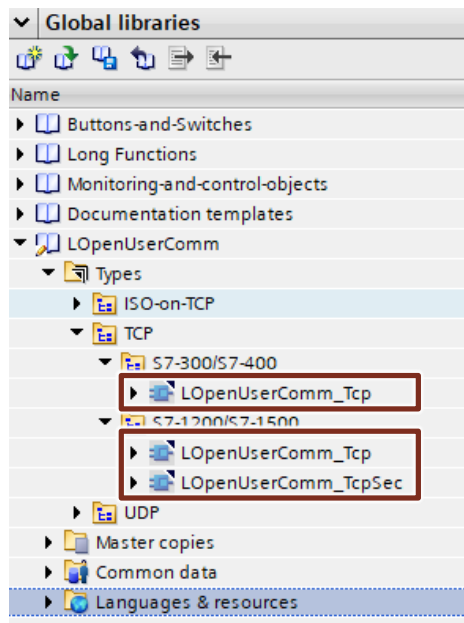 Global libraries
Name
Buttons-and-Switches
Long Functions
Monitoring-and-control-objects
Documentation templates
LOpenUserComm
Types
ISO-on-TCP
TCP
S7-300/S7-400
LOpenUserComm_Tcp
S7-1200/S7-1500
LOpenUserComm_Tcp
LOpenUserComm_TcpSec
UDP
Master copies
Common data
Languages & resources